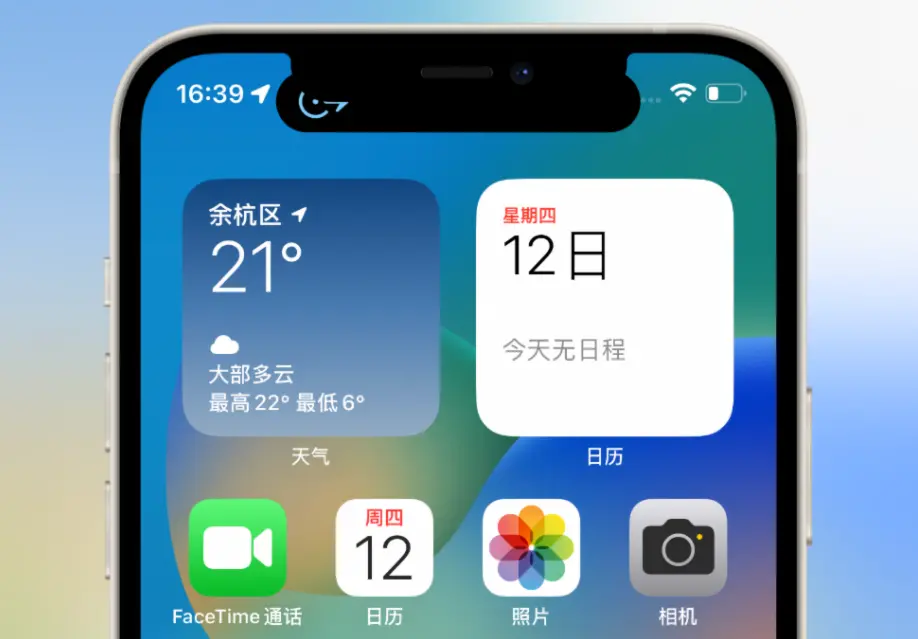 16:39
余杭区
21°
大部多云
最高 22° 最低 6°
天气
星期四
12日
今天无日程
日历
FaceTime 通话
周四
12
日历
照片
相机